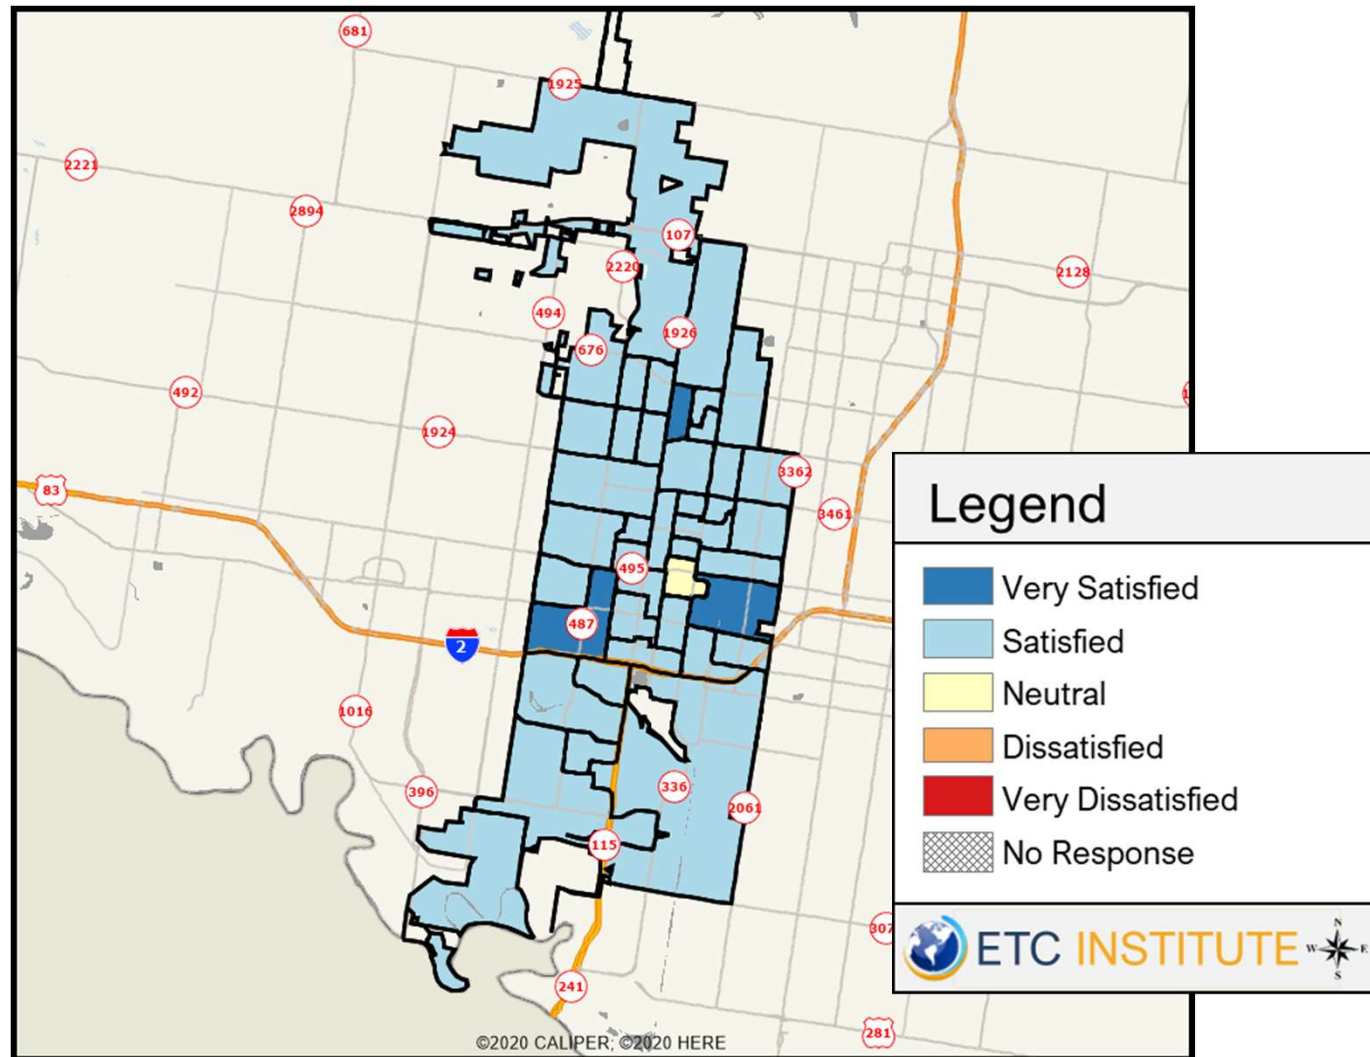 681
1925
2221
2894
107
2220
2128
494
1926
676
492
1924
3362
83
3461
495
487
2
1016
336
396
2061
115
307
241
281
Legend
Very Satisfied
Satisfied
Neutral
Dissatisfied
Very Dissatisfied
No Response
ETC INSTITUTE
N
W E
S
©2020 CALIPER; ©2020 HERE